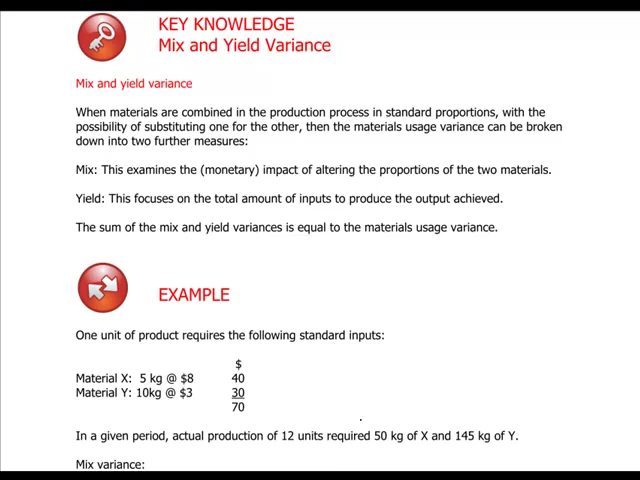 KEY KNOWLEDGE
Mix and Yield Variance
Mix and yield variance
When materials are combined in the production process in standard proportions, with the
possibility of substituting one for the other, then the materials usage variance can be broken
down into two further measures:
Mix: This examines the (monetary) impact of altering the proportions of the two materials.
Yield: This focuses on the total amount of inputs to produce the output achieved.
The sum of the mix and yield variances is equal to the materials usage variance.
EXAMPLE
One unit of product requires the following standard inputs:
$
Material X: 5 kg @ $8 40
Material Y: 10kg @ $3 30
70
In a given period, actual production of 12 units required 50 kg of X and 145 kg of Y.
Mix variance: